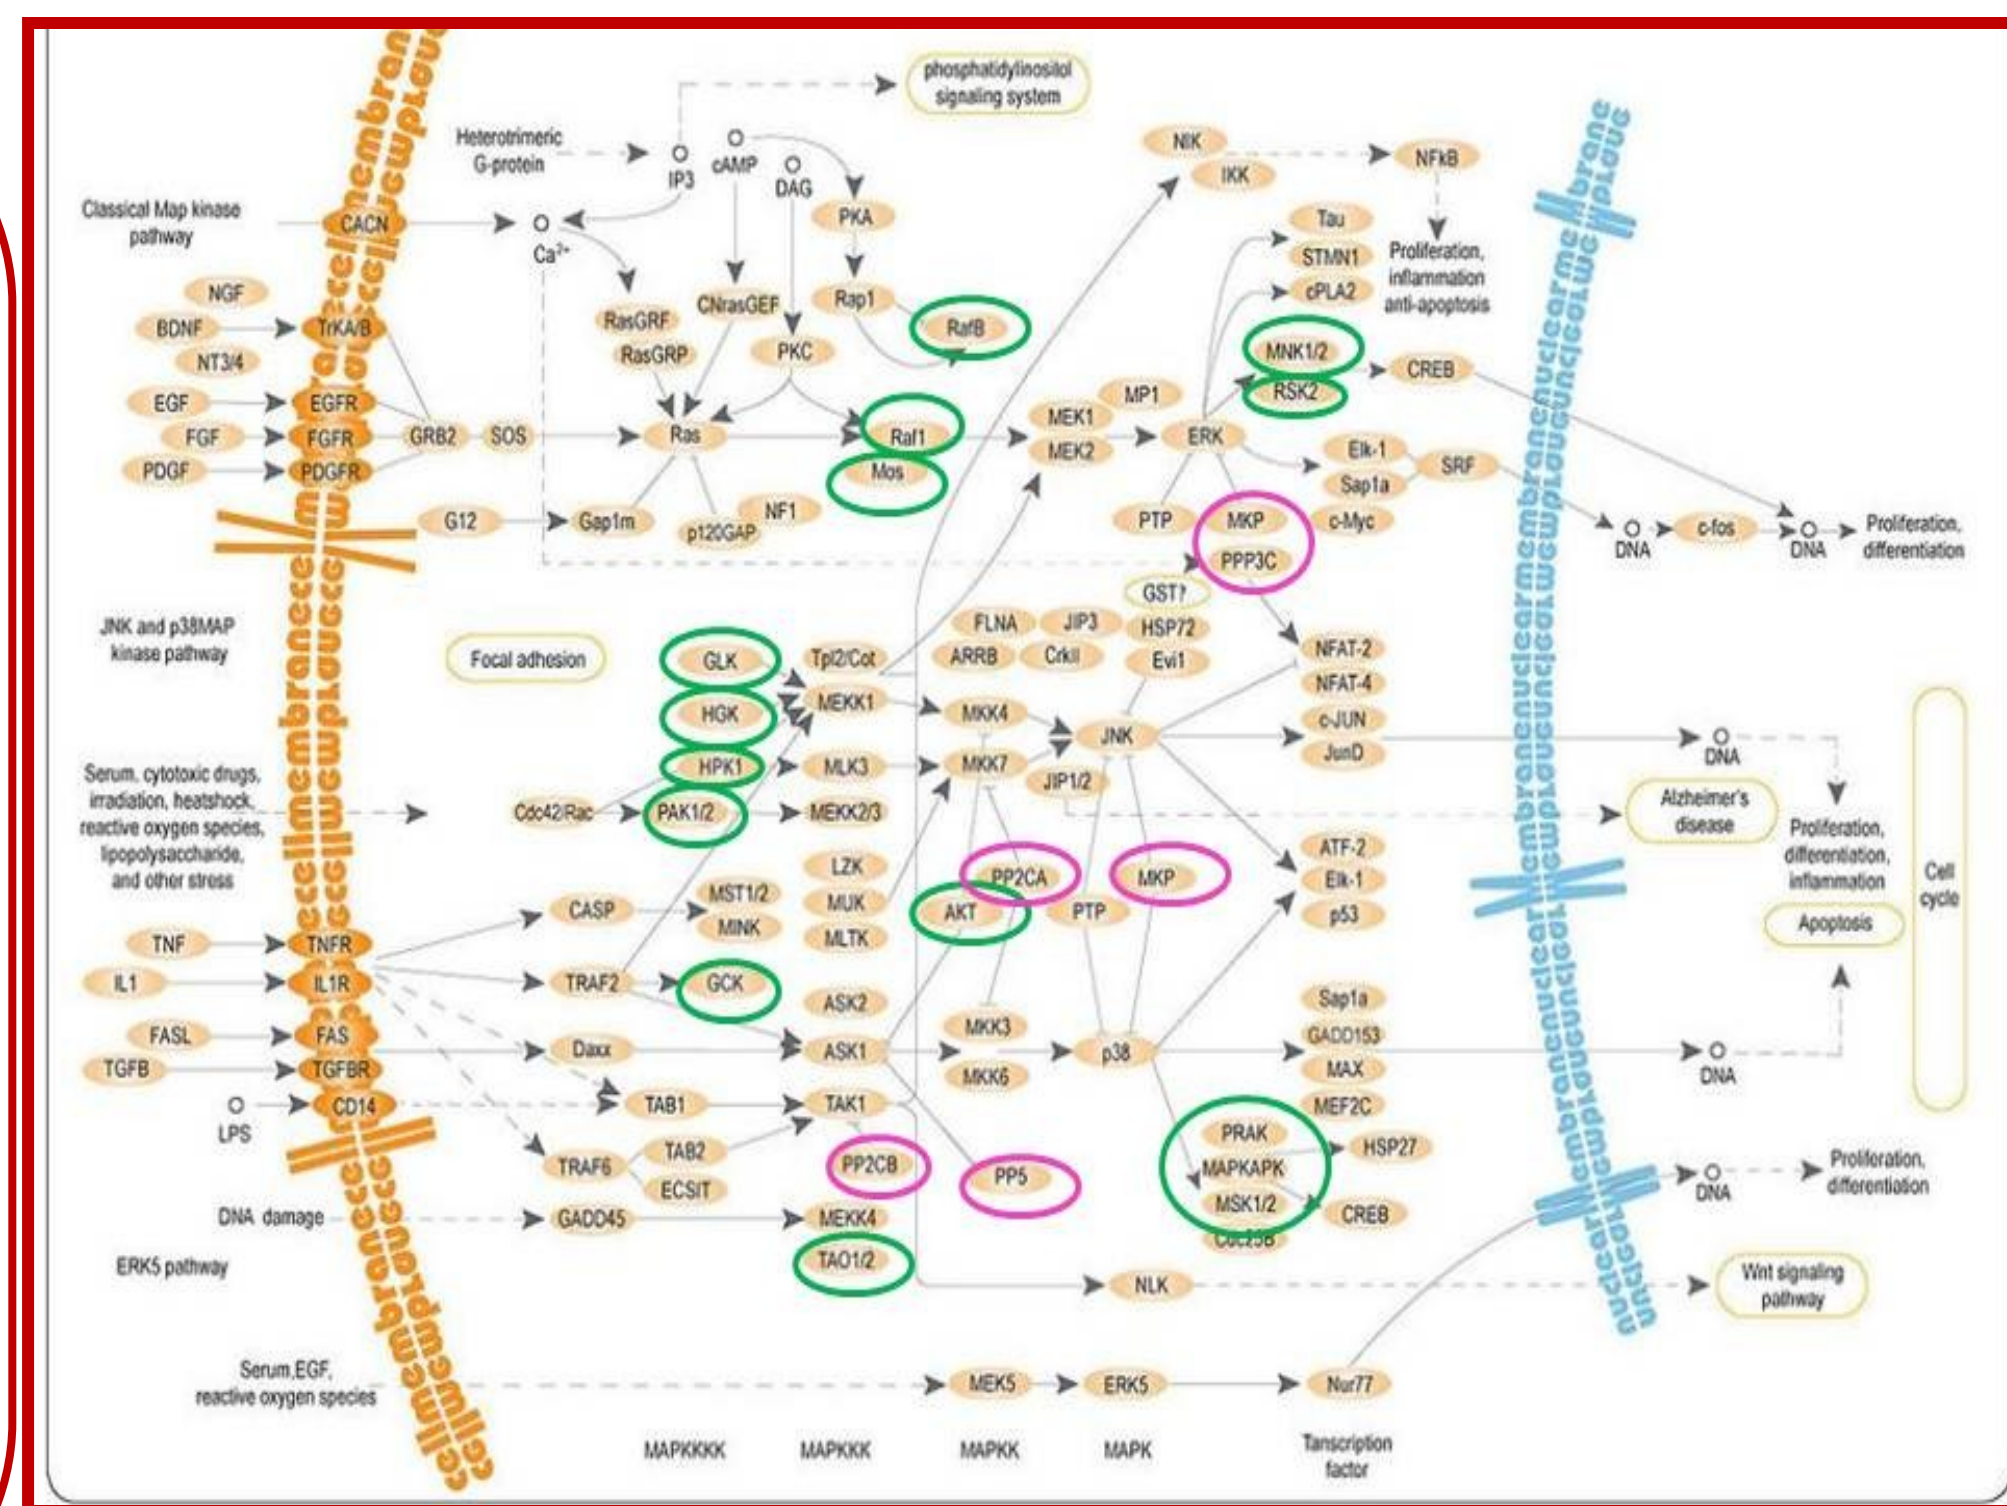 phosphatidylinositol
signaling system
Heterotrimeric
G-protein
IP3
cAMP
DAG
NIK
IKK
NFkB
Classical Map kinase
pathway
CACN
Ca²⁺
PKA
Tau
STMN1
cPLA2
Proliferation,
inflammation
anti-apoptosis
NGF
BDNF
NT3/4
TrKA/B
RasGRF
RasGRP
CNrasGEF
Rap1
RafB
PKC
MNK1/2
RSK2
CREB
EGF
FGF
PDGF
EGFR
FGFR
PDGFR
GRB2
SOS
Ras
Raf1
Mos
MEK1
MEK2
MP1
ERK
Elk-1
Sap1a
SRF
c-Myc
G12
Gap1m
p120GAP
NF1
PTP
MKP
PPP3C
DNA
c-fos
DNA
Proliferation,
differentiation
GST?
JNK and p38MAP
kinase pathway
Focal adhesion
GLK
HGK
HPK1
PAK1/2
Tpl2/Cot
MEKK1
MLK3
MEKK2/3
FLNA
JIP3
HSP72
ARRB
CrkII
Evi1
MKK4
MKK7
JNK
JIP1/2
NFAT-2
NFAT-4
c-JUN
JunD
DNA
Serum, cytotoxic drugs,
irradiation, heatshock,
reactive oxygen species,
lipopolysaccharide,
and other stress
Cdc42/Rac
Alzheimer's
disease
Proliferation,
differentiation,
inflammation
Apoptosis
Cell
cycle
LZK
MUK
MLTK
CASP
MST1/2
MINK
PP2CA
AKT
PTP
MKP
ATF-2
Elk-1
p53
TNF
TNFR
IL1
IL1R
TRAF2
GCK
ASK2
FASL
FAS
Daxx
ASK1
MKK3
MKK6
p38
Sap1a
GADD153
MAX
MEF2C
DNA
TGFB
TGFBR
LPS
CD14
TAB1
TAK1
TRAF6
TAB2
ECSIT
PP2CB
PP5
PRAK
MAPKAPK
MSK1/2
Cdc25B
HSP27
CREB
DNA
Proliferation,
differentiation
DNA damage
GADD45
MEKK4
TAO1/2
ERK5 pathway
NLK
Wnt signaling
pathway
Serum,EGF,
reactive oxygen species
MEK5
ERK5
Nur77
MAPKKKK
MAPKKK
MAPKK
MAPK
Tanscription
factor